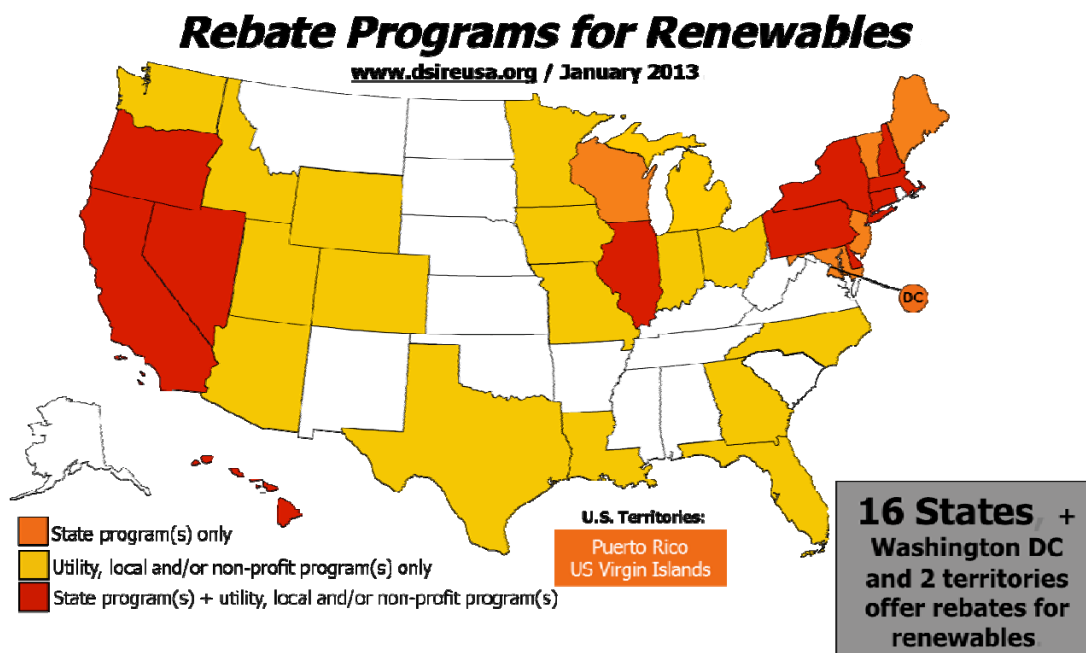 Rebate Programs for Renewables
www.dsireusa.org / January 2013
DC
State program(s) only
Utility, local and/or non-profit program(s) only
State program(s) + utility, local and/or non-profit program(s)
U.S. Territories:
Puerto Rico
US Virgin Islands
16 States, +
Washington DC
and 2 territories
offer rebates for
renewables.